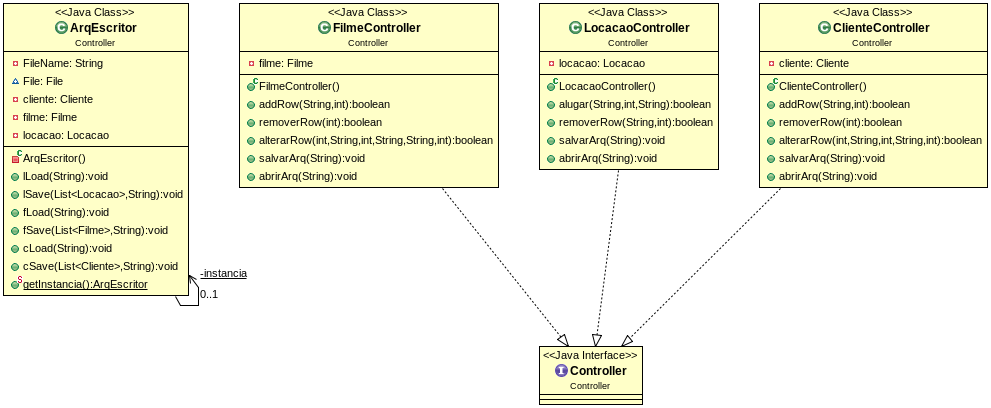 <<Java Class>>
ArqEscritor
Controller
FileName: String
File: File
cliente: Cliente
filme: Filme
locacao: Locacao
ArqEscritor()
lLoad(String):void
lSave(List<Locacao>,String):void
fLoad(String):void
fSave(List<Filme>,String):void
cLoad(String):void
cSave(List<Cliente>,String):void
getInstancia():ArqEscritor
-instancia
0..1
<<Java Class>>
FilmeController
Controller
filme: Filme
FilmeController()
addRow(String,int):boolean
removerRow(int):boolean
alterarRow(int,String,int,String,String,int):boolean
salvarArq(String):void
abrirArq(String):void
<<Java Class>>
LocacaoController
Controller
locacao: Locacao
LocacaoController()
alugar(String,int,String):boolean
removerRow(String,int):boolean
salvarArq(String):void
abrirArq(String):void
<<Java Class>>
ClienteController
Controller
cliente: Cliente
ClienteController()
addRow(String,int):boolean
removerRow(int):boolean
alterarRow(int,String,int,String,int):boolean
salvarArq(String):void
abrirArq(String):void
<<Java Interface>>
Controller
Controller